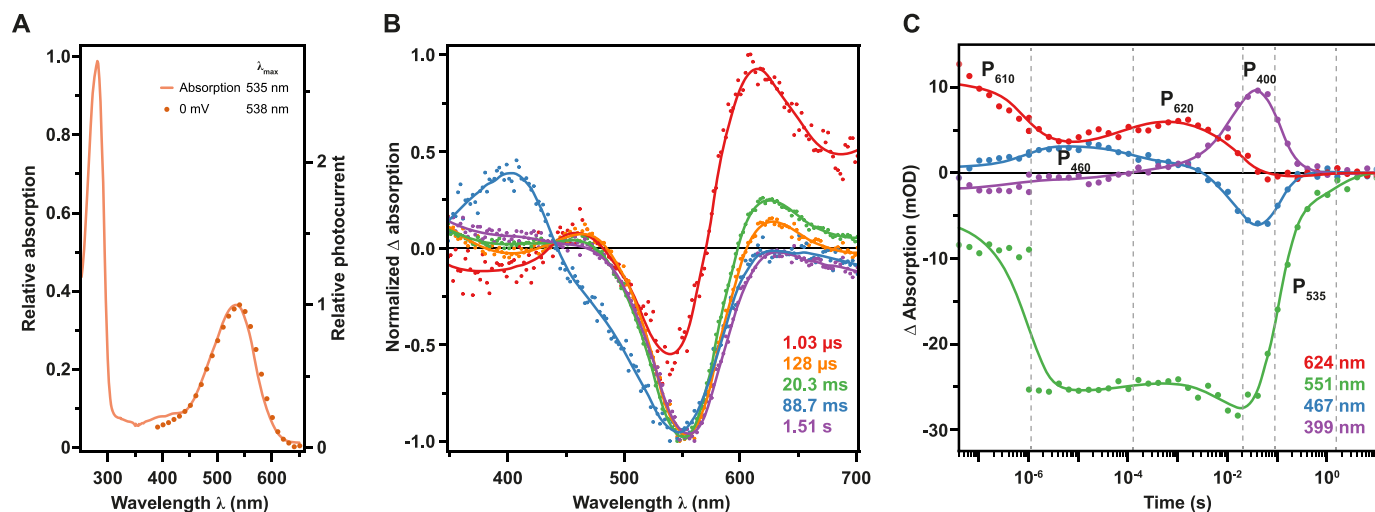 A
Relative absorption
1.0
0.8
0.6
0.4
0.2
0
λmax
Absorption 535 nm
0 mV 538 nm
2
1
0
Relative photocurrent
300 400 500 600
Wavelength λ (nm)
B
Normalized Δ absorption
1.0
0.5
0.0
-0.5
-1.0
1.03 µs
128 µs
20.3 ms
88.7 ms
1.51 s
400 500 600 700
Wavelength λ (nm)
C
Δ Absorption (mOD)
10
0
-10
-20
-30
P610
P460
P620
P400
P535
624 nm
551 nm
467 nm
399 nm
10⁻⁶ 10⁻⁴ 10⁻² 10⁰
Time (s)